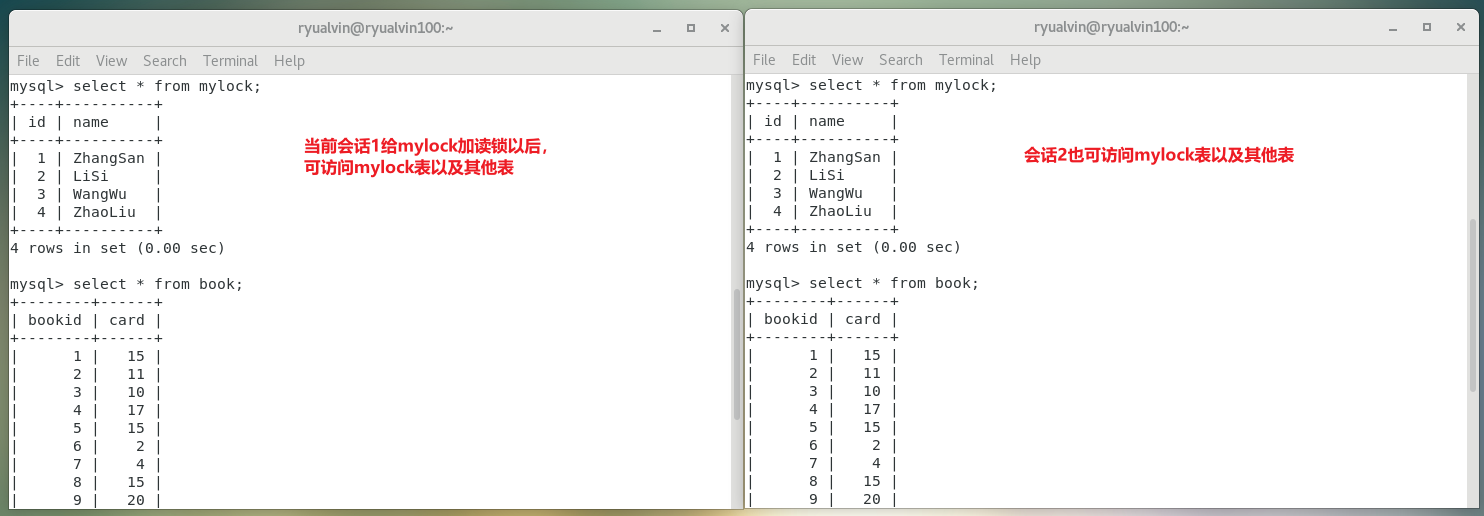 ryualvin@ryualvin100:~
File Edit View Search Terminal Help
mysql> select * from mylock;
+----+----------+
| id | name     |
+----+----------+
|  1 | ZhangSan |
|  2 | LiSi     |
|  3 | WangWu   |
|  4 | ZhaoLiu  |
+----+----------+
4 rows in set (0.00 sec)
当前会话1给mylock加读锁以后，
可访问mylock表以及其他表
mysql> select * from book;
+--------+------+
| bookid | card |
+--------+------+
|      1 |   15 |
|      2 |   11 |
|      3 |   10 |
|      4 |   17 |
|      5 |   15 |
|      6 |    2 |
|      7 |    4 |
|      8 |   15 |
|      9 |   20 |
ryualvin@ryualvin100:~
File Edit View Search Terminal Help
mysql> select * from mylock;
+----+----------+
| id | name     |
+----+----------+
|  1 | ZhangSan |
|  2 | LiSi     |
|  3 | WangWu   |
|  4 | ZhaoLiu  |
+----+----------+
4 rows in set (0.00 sec)
会话2也可访问mylock表以及其他表
mysql> select * from book;
+--------+------+
| bookid | card |
+--------+------+
|      1 |   15 |
|      2 |   11 |
|      3 |   10 |
|      4 |   17 |
|      5 |   15 |
|      6 |    2 |
|      7 |    4 |
|      8 |   15 |
|      9 |   20 |